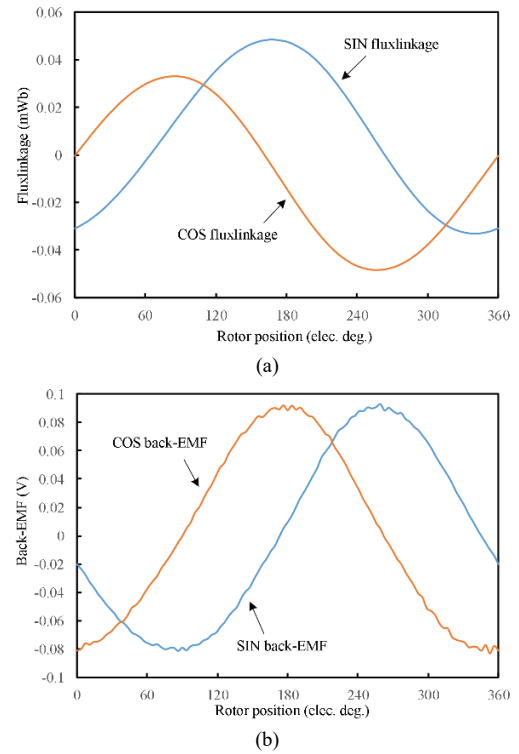 0.06
0.04
0.02
0
-0.02
-0.04
-0.06
Fluxlinkage (mWb)
SIN fluxlinkage
COS fluxlinkage
0 60 120 180 240 300 360
Rotor position (elec. deg.)
(a)
0.1
0.08
0.06
0.04
0.02
0
-0.02
-0.04
-0.06
-0.08
-0.1
Back-EMF (V)
COS back-EMF
SIN back-EMF
0 60 120 180 240 300 360
Rotor position (elec. deg.)
(b)